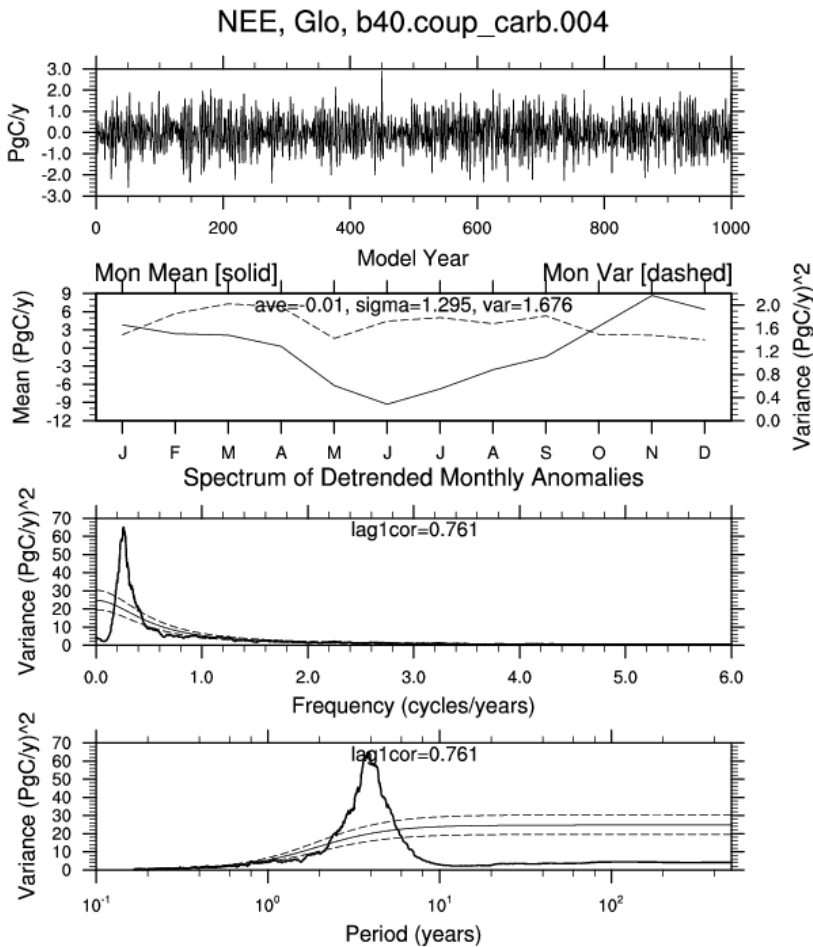 NEE, Glo, b40.coup_carb.004
PgC/y
3.0
2.0
1.0
0.0
-1.0
-2.0
-3.0
0 200 400 600 800 1000
Model Year
Mon Mean [solid] Mon Var [dashed]
ave=-0.01, sigma=1.295, var=1.676
Mean (PgC/y)
9
6
3
0
-3
-6
-9
-12
2.0
1.6
1.2
0.8
0.4
0.0
Variance (PgC/y)^2
J F M A M J J A S O N D
Spectrum of Detrended Monthly Anomalies
lag1cor=0.761
Variance (PgC/y)^2
70
60
50
40
30
20
10
0
0.0 1.0 2.0 3.0 4.0 5.0 6.0
Frequency (cycles/years)
lag1cor=0.761
Variance (PgC/y)^2
70
60
50
40
30
20
10
0
10^-1 10^0 10^1 10^2
Period (years)